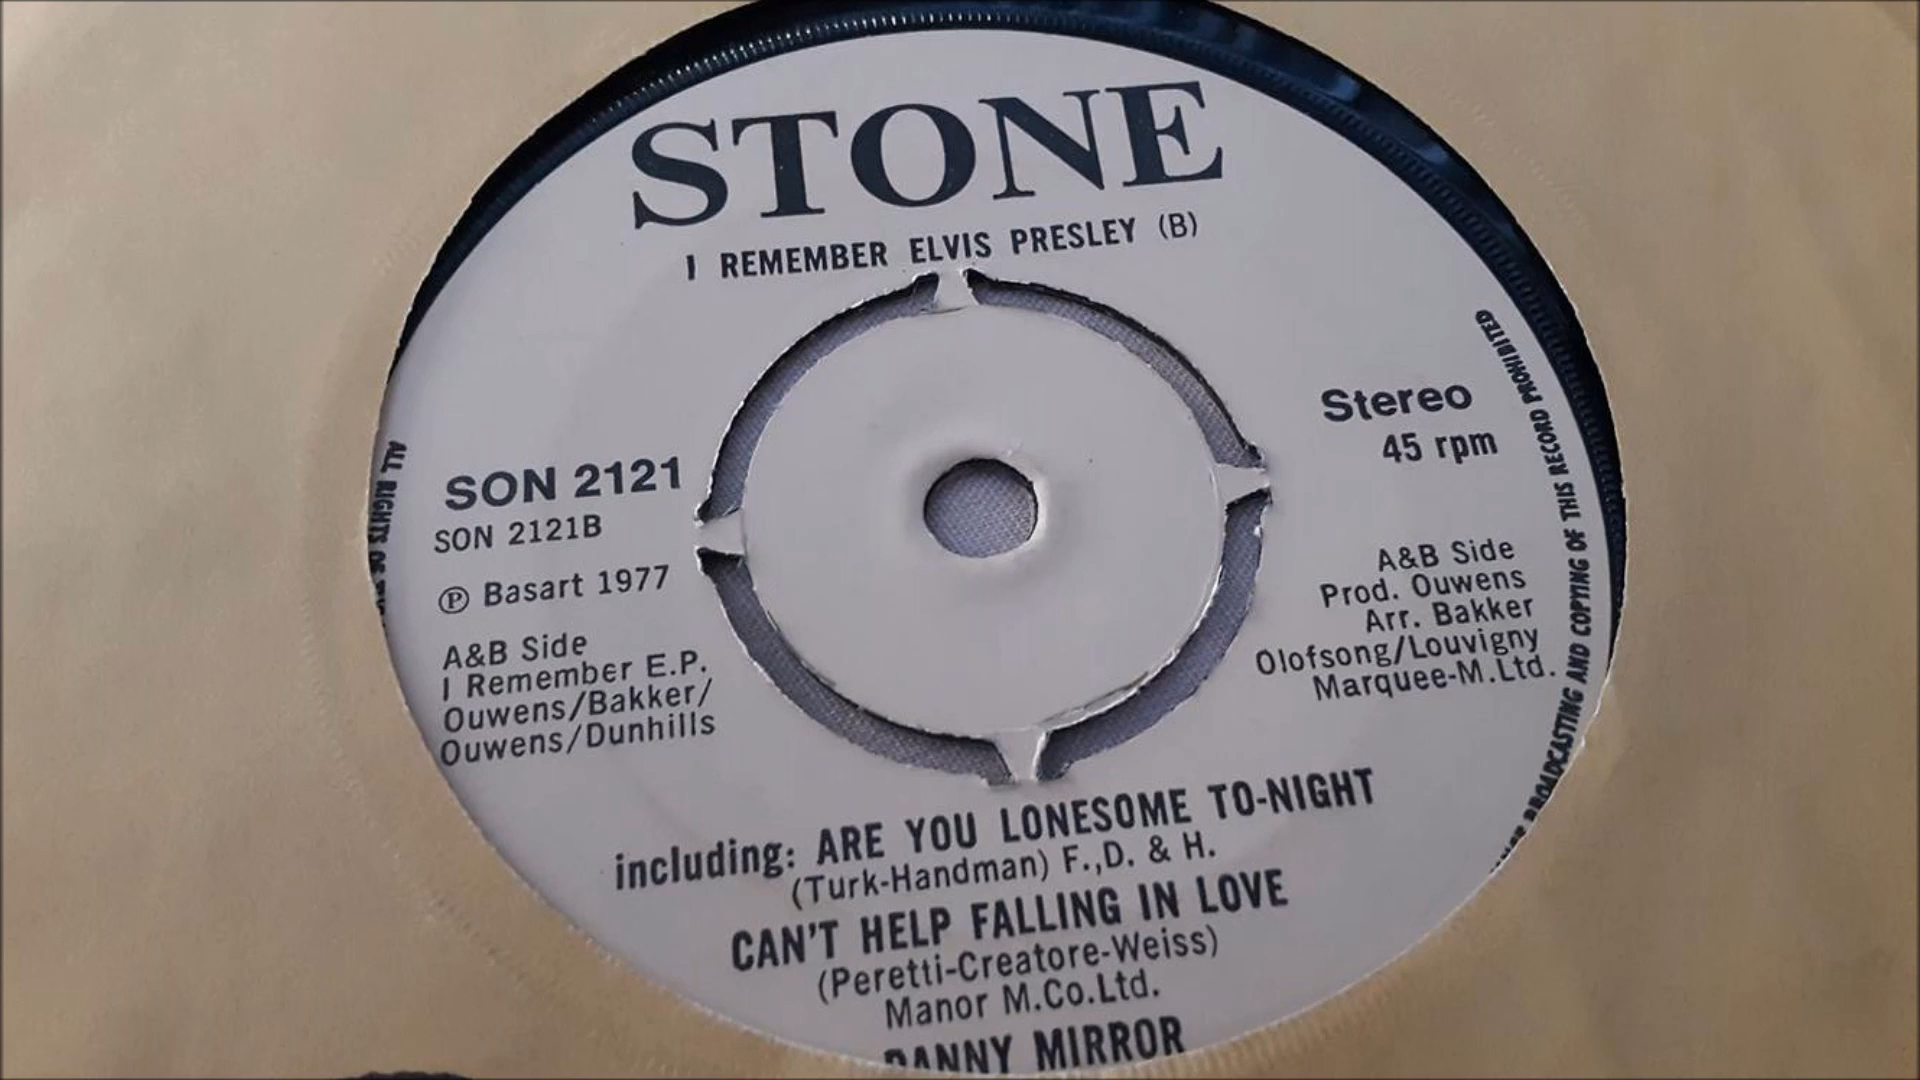 STONE
I REMEMBER ELVIS PRESLEY (B)
SON 2121
SON 2121B
Ⓟ Basart 1977
A&B Side
I Remember E.P.
Ouwens/Bakker/
Ouwens/Dunhills
Stereo
45 rpm
A&B Side
Prod. Ouwens
Arr. Bakker
Olofsong/Louvigny
Marquee-M.Ltd.
including: ARE YOU LONESOME TO-NIGHT
(Turk-Handman) F.,D. & H.
CAN'T HELP FALLING IN LOVE
(Peretti-Creatore-Weiss)
Manor M.Co.Ltd.
DANNY MIRROR
ALL RIGHTS
BROADCASTING AND COPYING OF THIS RECORD PROHIBITED